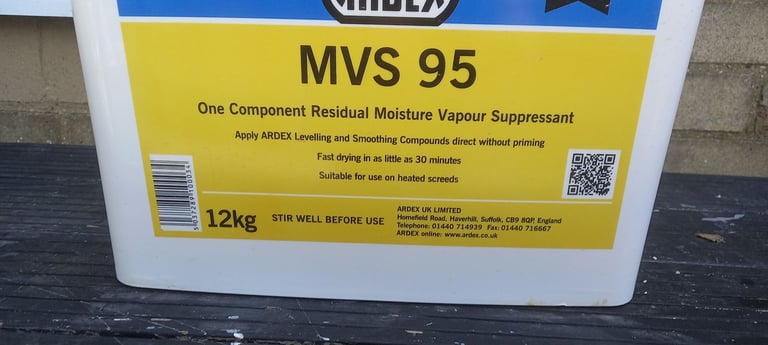 ARDEX
MVS 95
One Component Residual Moisture Vapour Suppressant
Apply ARDEX Levelling and Smoothing Compounds direct without priming
Fast drying in as little as 30 minutes
Suitable for use on heated screeds
5 037289 100034
12kg
STIR WELL BEFORE USE
ARDEX UK LIMITED
Homefield Road, Haverhill, Suffolk, CB9 8QP, England
Telephone: 01440 714939 Fax: 01440 716667
ARDEX online: www.ardex.co.uk